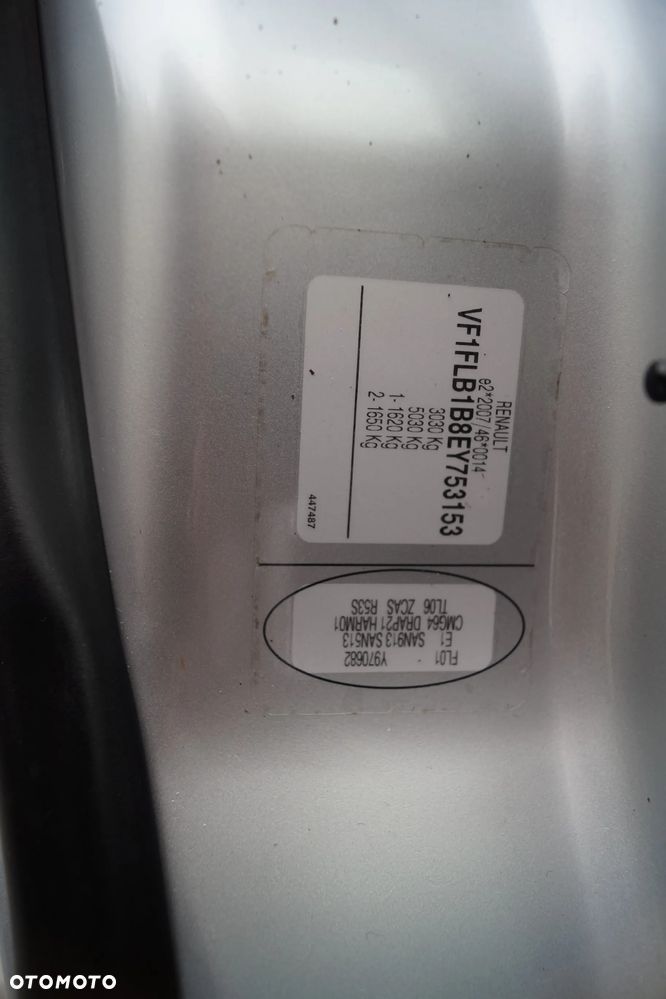 RENAULT
e2*2007/46*0014
VF1FLB1B8EY753153
3030 Kg
5030 Kg
1- 1620 Kg
2- 1650 Kg
447487
FL01 Y970682
E1 SAN913 SAN513
CMG64 DRAP21 HARM01
TL06 ZCAS R53S
OTOMOTO